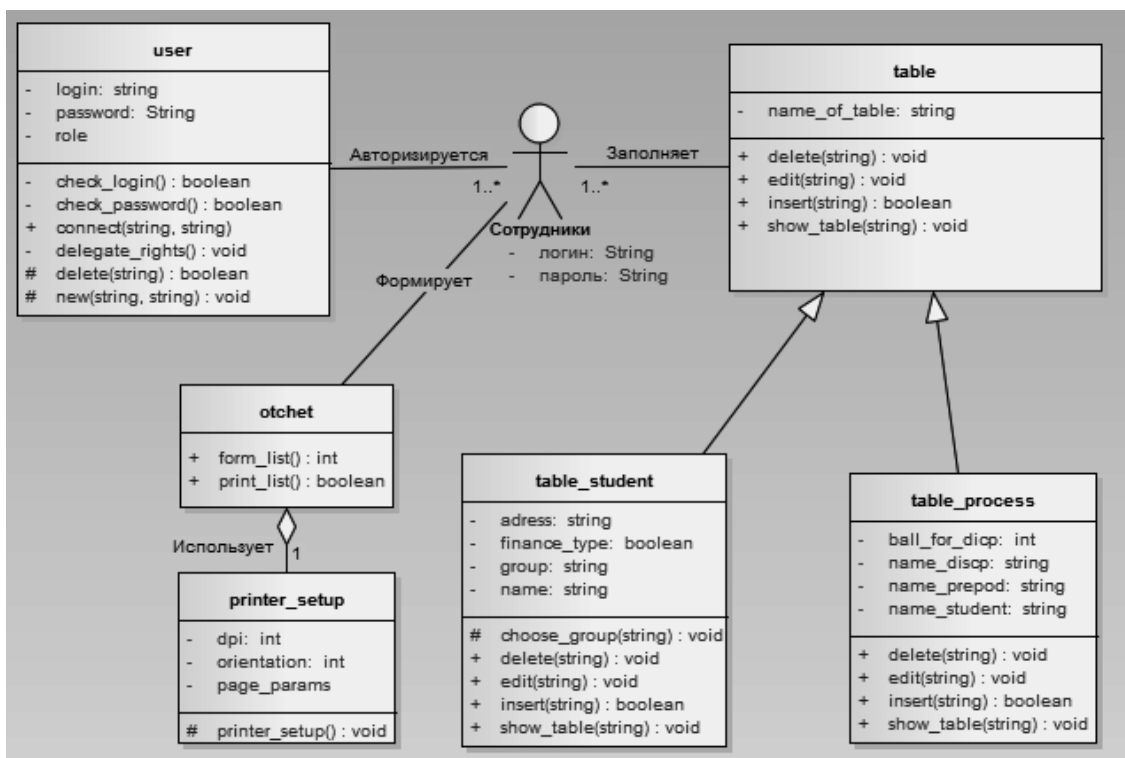 user
- login: string
- password: String
- role
- check_login() : boolean
- check_password() : boolean
+ connect(string, string)
- delegate_rights() : void
# delete(string) : boolean
# new(string, string) : void
Авторизируется
1..*
Заполняет
1..*
Сотрудники
- логин: String
- пароль: String
Формирует
table
- name_of_table: string
+ delete(string) : void
+ edit(string) : void
+ insert(string) : boolean
+ show_table(string) : void
otchet
+ form_list() : int
+ print_list() : boolean
Использует
1
printer_setup
- dpi: int
- orientation: int
- page_params
# printer_setup() : void
table_student
- adress: string
- finance_type: boolean
- group: string
- name: string
# choose_group(string) : void
+ delete(string) : void
+ edit(string) : void
+ insert(string) : boolean
+ show_table(string) : void
table_process
- ball_for_dicp: int
- name_discp: string
- name_prepod: string
- name_student: string
+ delete(string) : void
+ edit(string) : void
+ insert(string) : boolean
+ show_table(string) : void